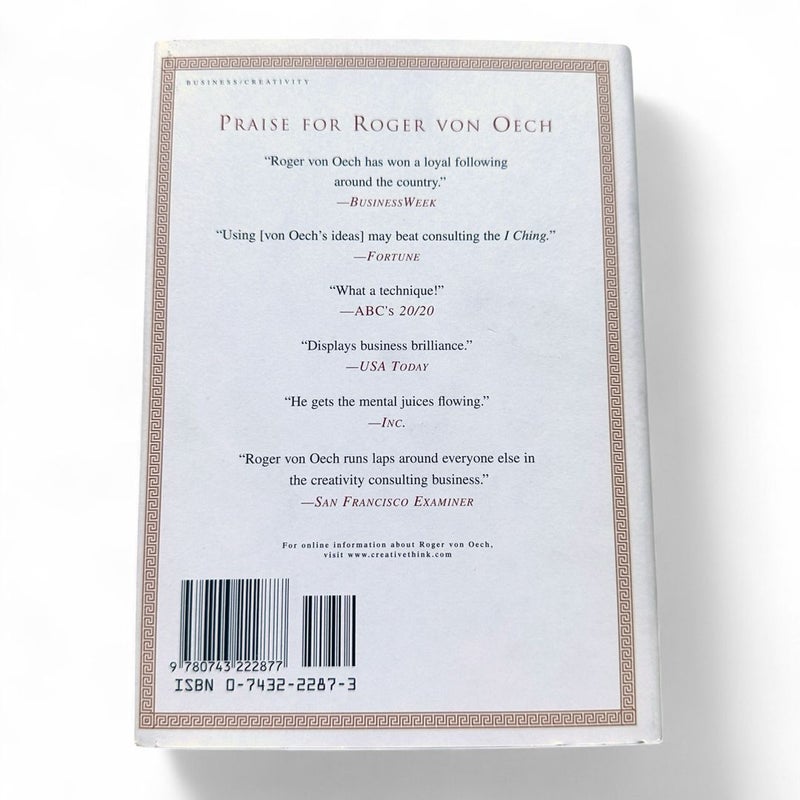 BUSINESS/CREATIVITY
PRAISE FOR ROGER VON OECH
“Roger von Oech has won a loyal following
around the country.”
—BUSINESSWEEK
“Using [von Oech’s ideas] may beat consulting the I Ching.”
—FORTUNE
“What a technique!”
—ABC’s 20/20
“Displays business brilliance.”
—USA TODAY
“He gets the mental juices flowing.”
—INC.
“Roger von Oech runs laps around everyone else in
the creativity consulting business.”
—SAN FRANCISCO EXAMINER
For online information about Roger von Oech,
visit www.creativethink.com
9 780743 222877
ISBN 0-7432-2287-3